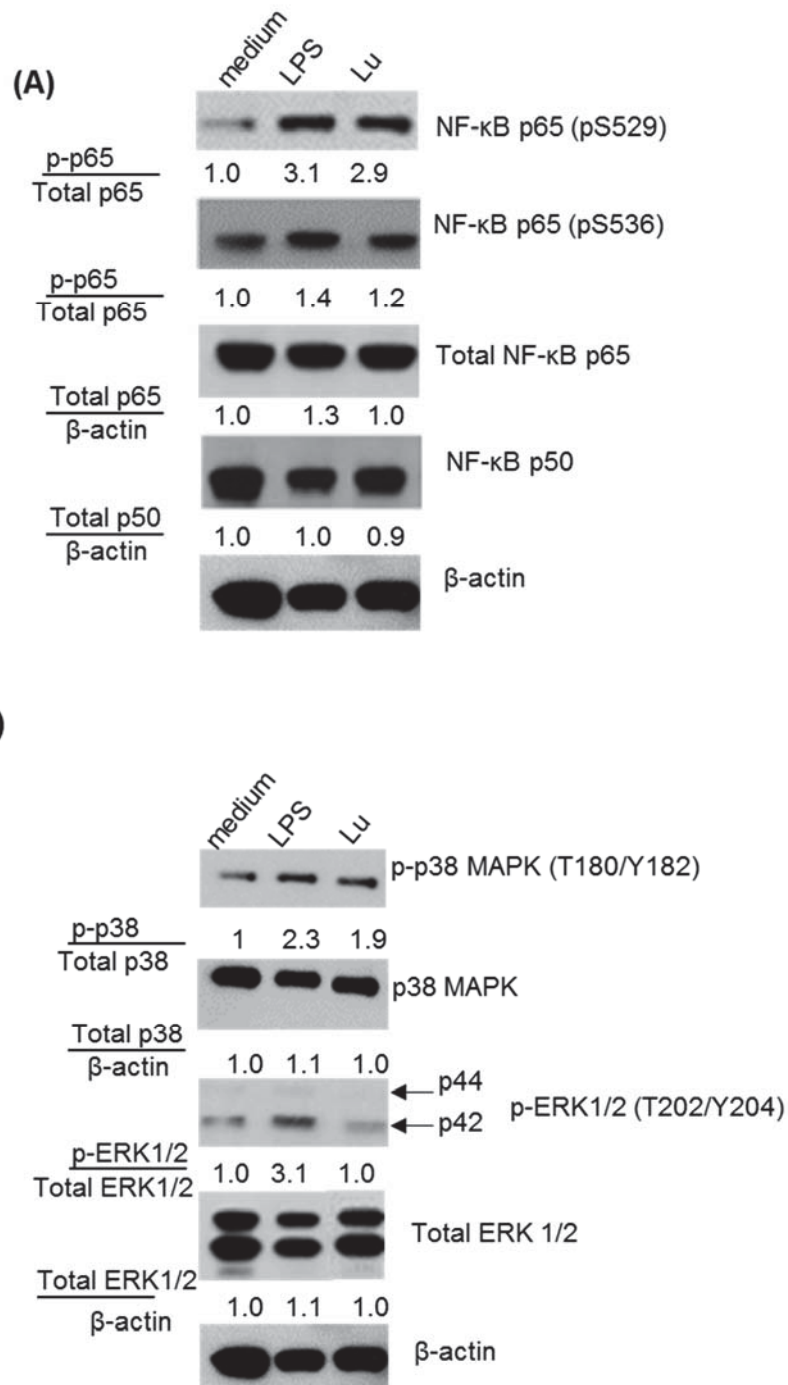 (A)
medium LPS Lu
NF-κB p65 (pS529)
p-p65
Total p65
1.0 3.1 2.9
NF-κB p65 (pS536)
p-p65
Total p65
1.0 1.4 1.2
Total NF-κB p65
Total p65
β-actin
1.0 1.3 1.0
NF-κB p50
Total p50
β-actin
1.0 1.0 0.9
β-actin
)
medium LPS Lu
p-p38 MAPK (T180/Y182)
p-p38
Total p38
1 2.3 1.9
p38 MAPK
Total p38
β-actin
1.0 1.1 1.0
p44
p42
p-ERK1/2 (T202/Y204)
p-ERK1/2
Total ERK1/2
1.0 3.1 1.0
Total ERK 1/2
Total ERK1/2
β-actin
1.0 1.1 1.0
β-actin